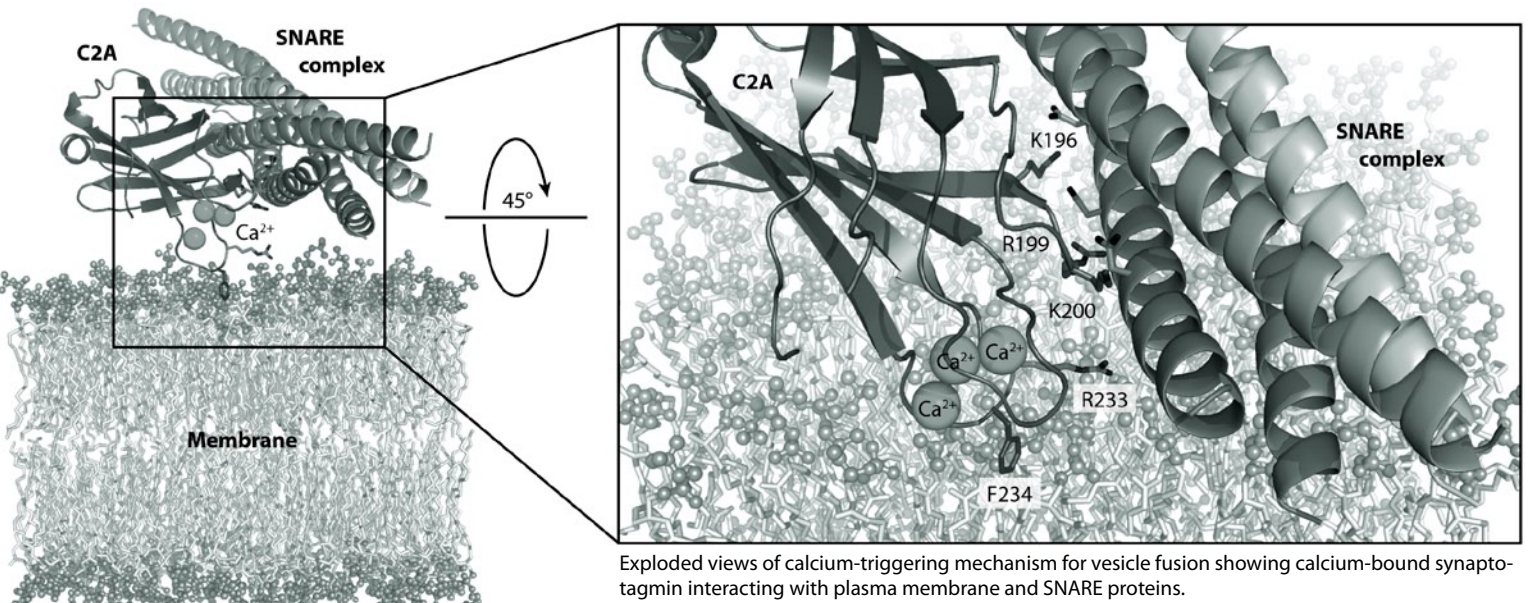 C2A
SNARE
complex
Ca²⁺
45°
Membrane
C2A
SNARE
complex
K196
R199
K200
Ca²⁺
Ca²⁺
Ca²⁺
R233
F234
Exploded views of calcium-triggering mechanism for vesicle fusion showing calcium-bound synapto-
tagmin interacting with plasma membrane and SNARE proteins.